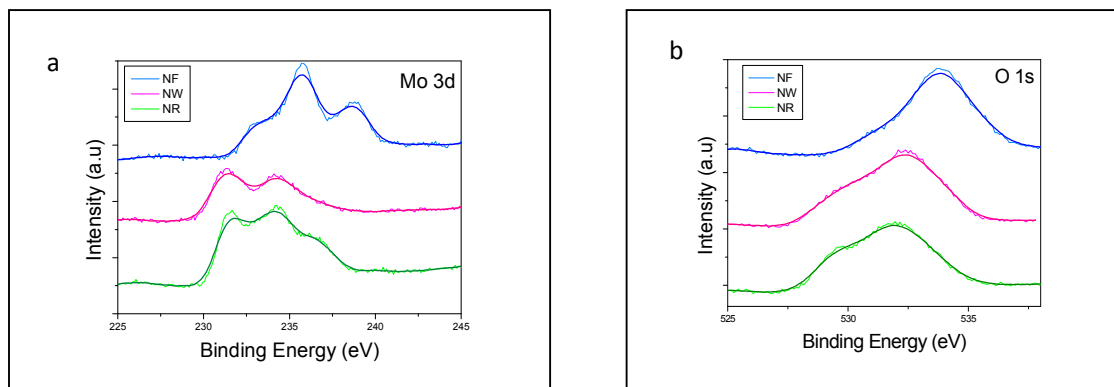 a
Mo 3d
NF
NW
NR
Intensity (a.u)
225 230 235 240 245
Binding Energy (eV)
b
O 1s
NF
NW
NR
Intensity (a.u)
525 530 535
Binding Energy (eV)